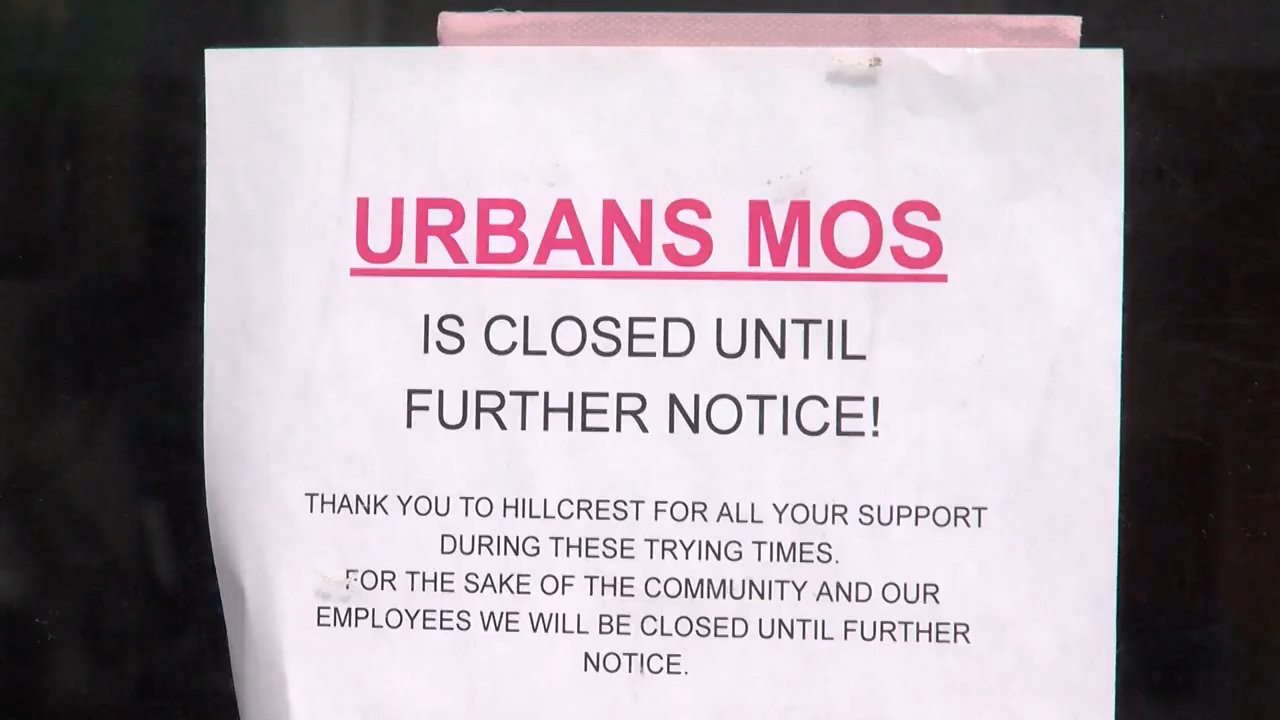 URBANS MOS
IS CLOSED UNTIL
FURTHER NOTICE!
THANK YOU TO HILLCREST FOR ALL YOUR SUPPORT
DURING THESE TRYING TIMES.
FOR THE SAKE OF THE COMMUNITY AND OUR
EMPLOYEES WE WILL BE CLOSED UNTIL FURTHER
NOTICE.